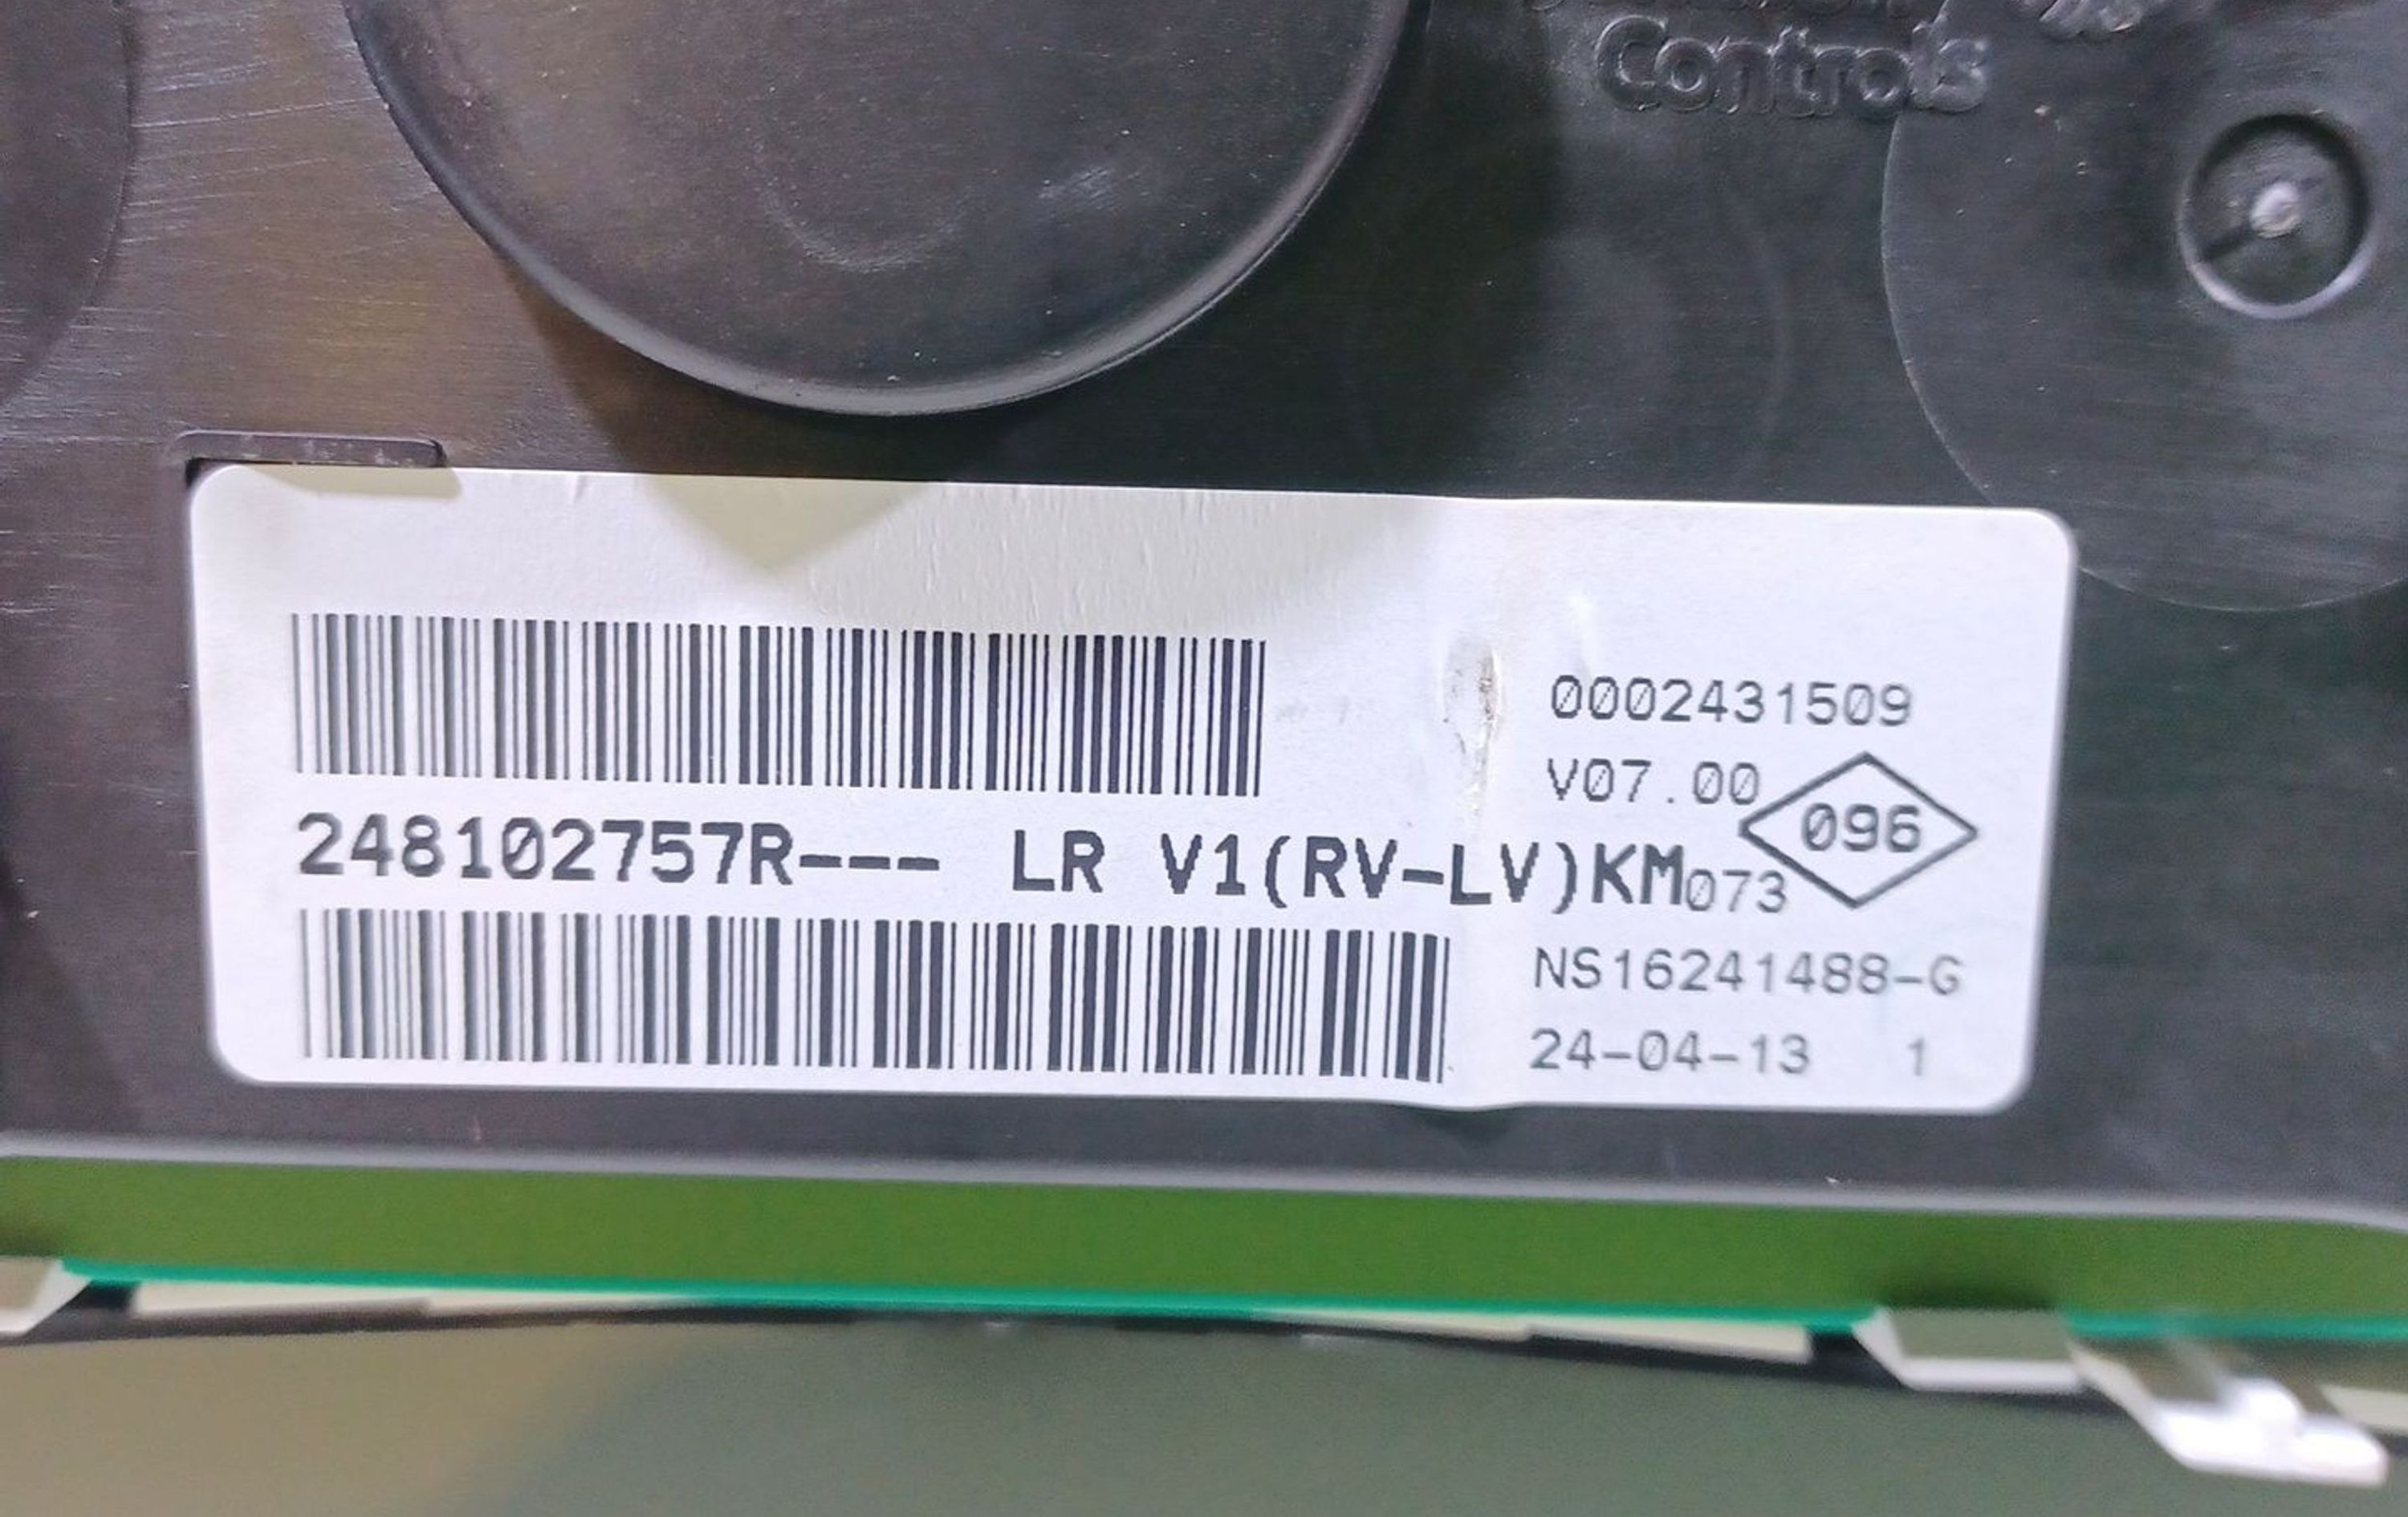 Controls
0002431509
V07.00
096
248102757R--- LR V1(RV-LV)KM073
NS16241488-G
24-04-13 1